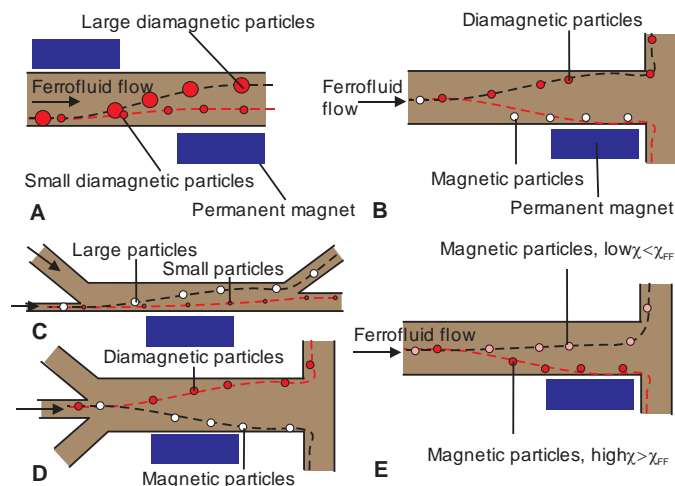 Large diamagnetic particles
Ferrofluid flow
Small diamagnetic particles
Permanent magnet
A
Diamagnetic particles
Ferrofluid
flow
Magnetic particles
Permanent magnet
B
Large particles
Small particles
C
Diamagnetic particles
Magnetic particles
D
Magnetic particles, lowχ<χFF
Ferrofluid flow
Magnetic particles, highχ>χFF
E